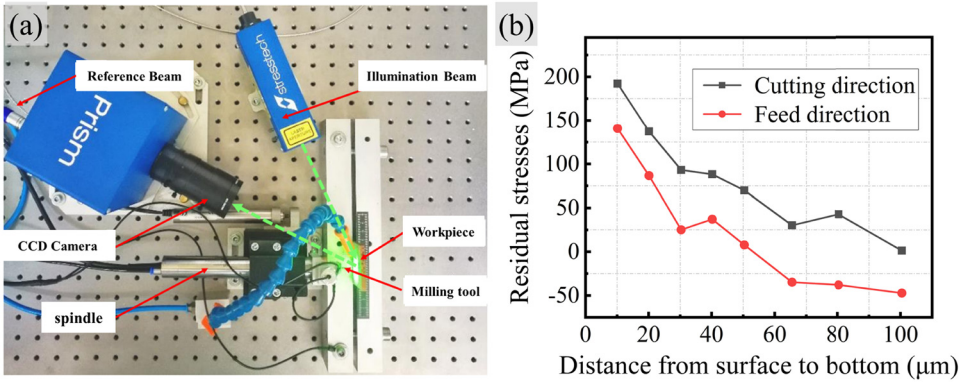 (a)
Reference Beam
Prism
stresstech
Illumination Beam
CCD Camera
Workpiece
Milling tool
spindle
(b)
Residual stresses (MPa)
200
150
100
50
0
-50
Cutting direction
Feed direction
0 20 40 60 80 100
Distance from surface to bottom (μm)